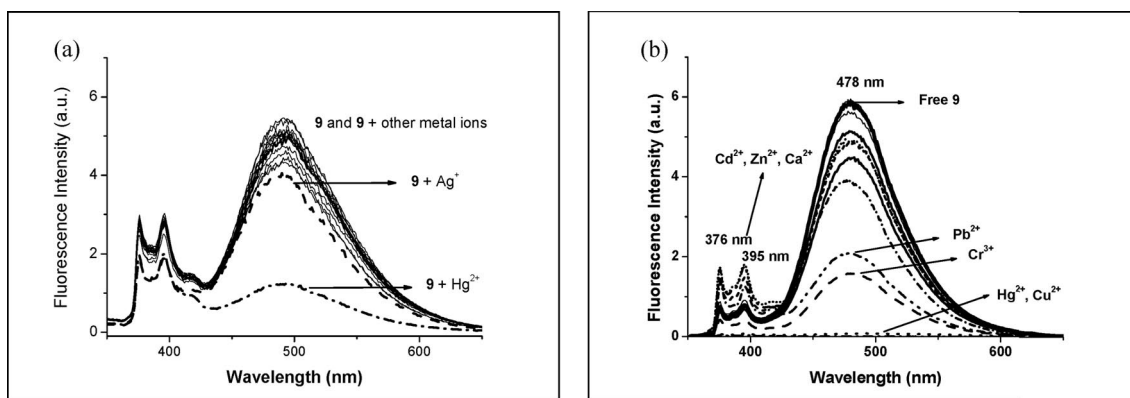 (a)
Fluorescence Intensity (a.u.)
6
4
2
0
9 and 9 + other metal ions
9 + Ag⁺
9 + Hg²⁺
400
500
600
Wavelength (nm)
(b)
Fluorescence Intensity (a.u.)
6
4
2
0
478 nm
Free 9
Cd²⁺, Zn²⁺, Ca²⁺
376 nm
395 nm
Pb²⁺
Cr³⁺
Hg²⁺, Cu²⁺
400
500
600
Wavelength (nm)